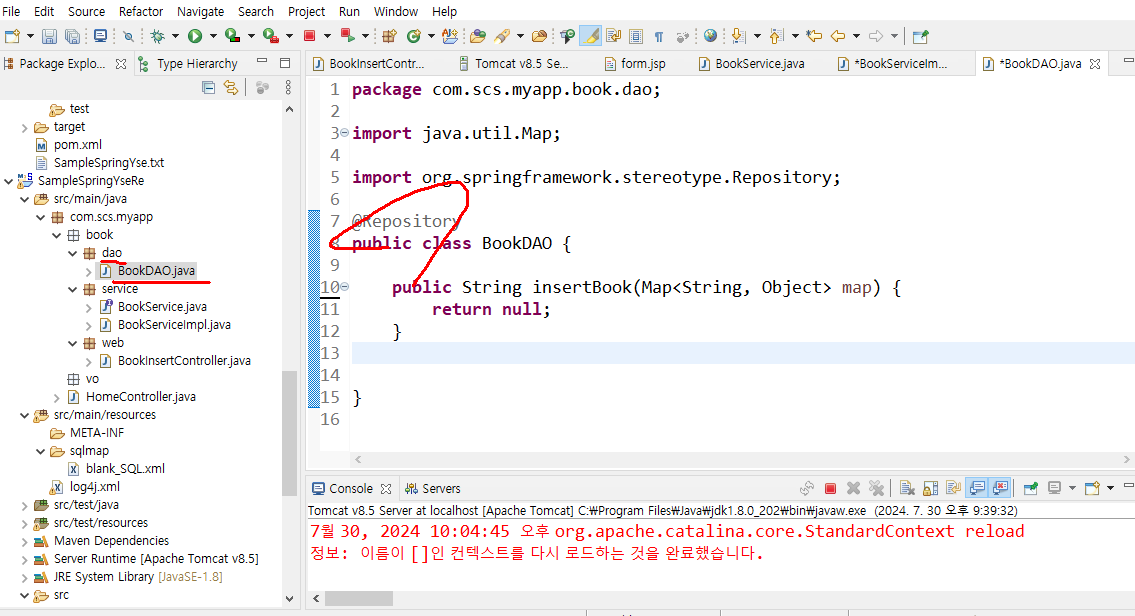 File Edit Source Refactor Navigate Search Project Run Window Help
Package Explo... Type Hierarchy
test
target
pom.xml
SampleSpringYse.txt
SampleSpringYseRe
src/main/java
com.scs.myapp
book
dao
BookDAO.java
service
BookService.java
BookServiceImpl.java
web
BookInsertController.java
vo
HomeController.java
src/main/resources
META-INF
sqlmap
blank_SQL.xml
log4j.xml
src/test/java
src/test/resources
Maven Dependencies
Server Runtime [Apache Tomcat v8.5]
JRE System Library [JavaSE-1.8]
src
BookInsertContr... Tomcat v8.5 Se... form.jsp BookService.java *BookServiceIm... *BookDAO.java
1 package com.scs.myapp.book.dao;
2
3 import java.util.Map;
4
5 import org.springframework.stereotype.Repository;
6
7 @Repository
8 public class BookDAO {
9
10 public String insertBook(Map<String, Object> map) {
11 return null;
12 }
13
14
15 }
16
Console Servers
Tomcat v8.5 Server at localhost [Apache Tomcat] C:₩Program Files₩Java₩jdk1.8.0_202₩bin₩javaw.exe (2024. 7. 30 오후 9:39:32)
7월 30, 2024 10:04:45 오후 org.apache.catalina.core.StandardContext reload
정보: 이름이 []인 컨텍스트를 다시 로드하는 것을 완료했습니다.